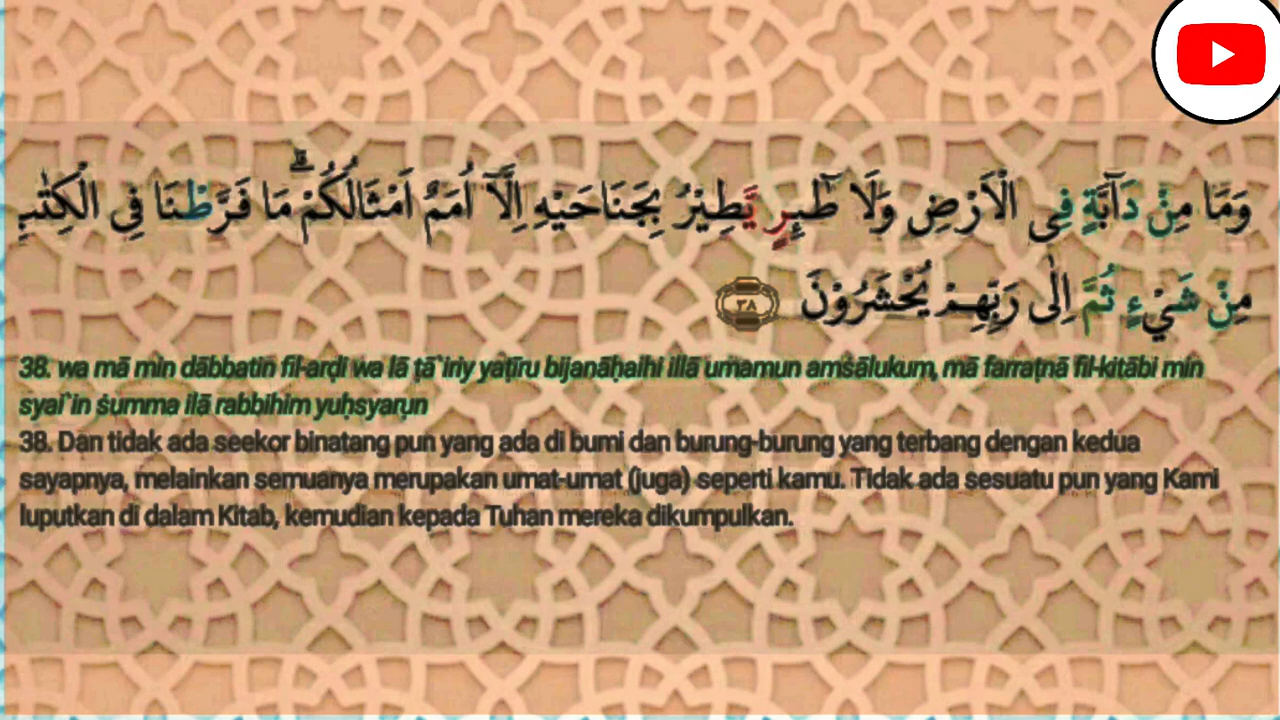 وَمَا مِنْ دَاۤبَّةٍ فِى الْاَرْضِ وَلَا طٰۤىِٕرٍ يَّطِيْرُ بِجَنَاحَيْهِ اِلَّآ اُمَمٌ اَمْثَالُكُمْ ۗ مَا فَرَّطْنَا فِى الْكِتٰبِ
مِنْ شَيْءٍ ثُمَّ اِلٰى رَبِّهِمْ يُحْشَرُوْنَ ٣٨
38. wa mā min dābbatin fil-arḍi wa lā ṭā`iriy yaṭīru bijanāḥaihi illā umamun amṡālukum, mā farraṭnā fil-kitābi min
syai`in ṡumma ilā rabbihim yuḥsyarụn
38. Dan tidak ada seekor binatang pun yang ada di bumi dan burung-burung yang terbang dengan kedua
sayapnya, melainkan semuanya merupakan umat-umat (juga) seperti kamu. Tidak ada sesuatu pun yang Kami
luputkan di dalam Kitab, kemudian kepada Tuhan mereka dikumpulkan.